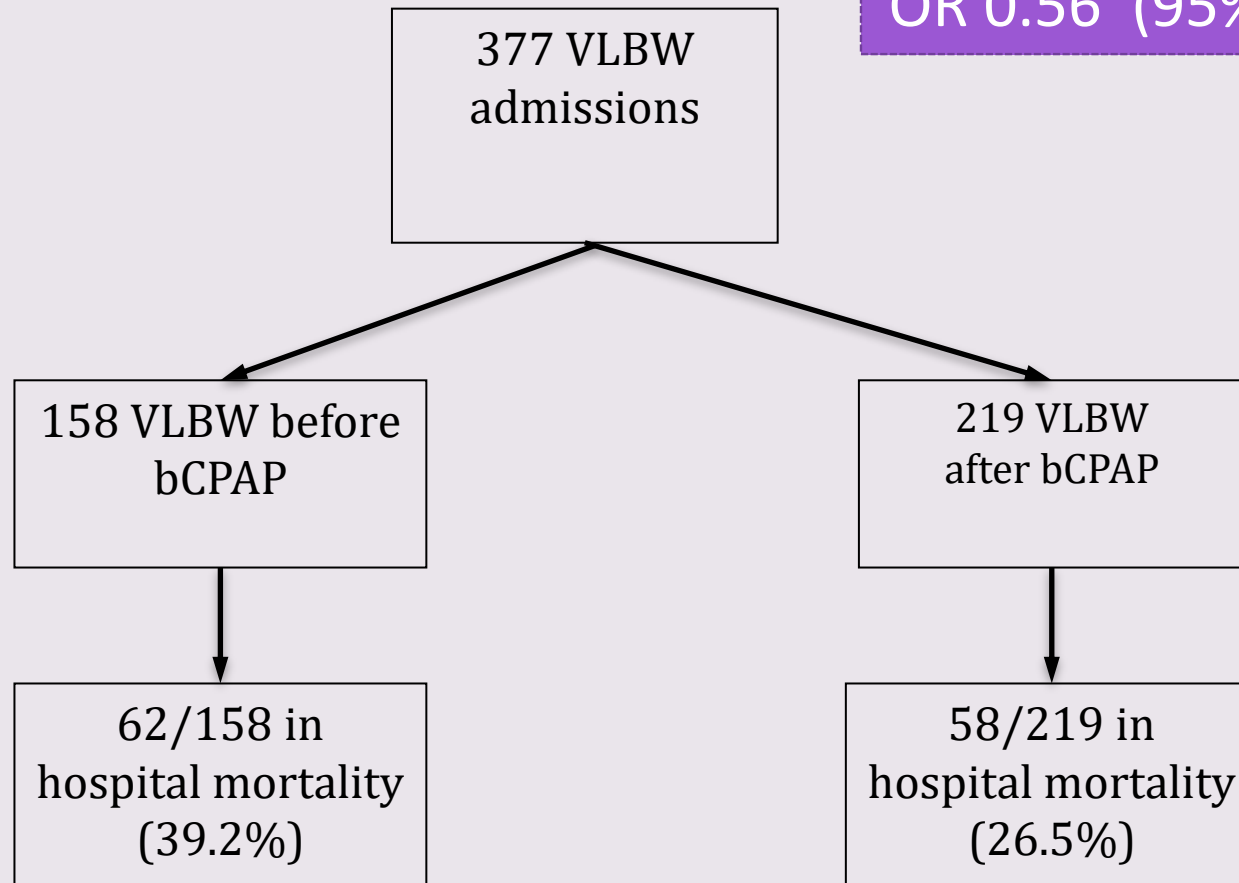 OR 0.56 (95%
377 VLBW
admissions
158 VLBW before
bCPAP
219 VLBW
after bCPAP
62/158 in
hospital mortality
(39.2%)
58/219 in
hospital mortality
(26.5%)